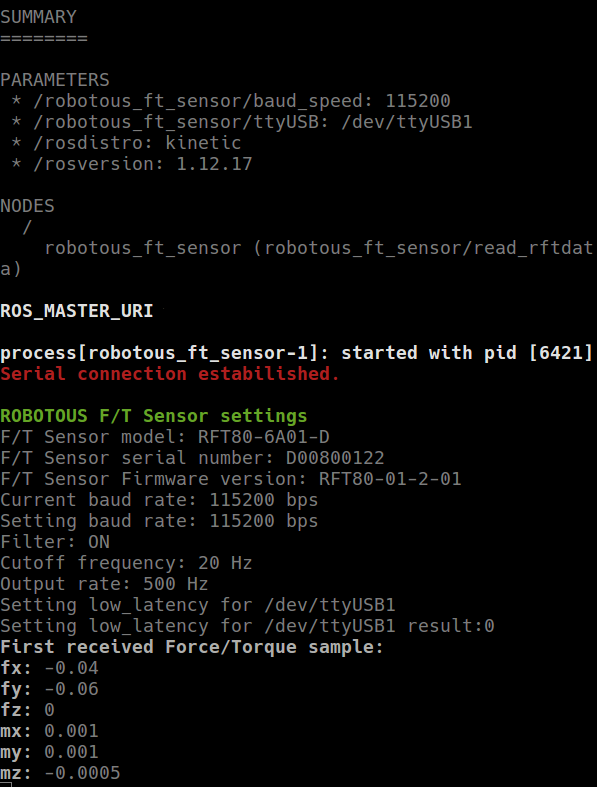 SUMMARY
========
PARAMETERS
* /robotous_ft_sensor/baud_speed: 115200
* /robotous_ft_sensor/ttyUSB: /dev/ttyUSB1
* /rosdistro: kinetic
* /rosversion: 1.12.17
NODES
/
robotous_ft_sensor (robotous_ft_sensor/read_rftdat
a)
ROS_MASTER_URI
process[robotous_ft_sensor-1]: started with pid [6421]
Serial connection estabilished.
ROBOTOUS F/T Sensor settings
F/T Sensor model: RFT80-6A01-D
F/T Sensor serial number: D00800122
F/T Sensor Firmware version: RFT80-01-2-01
Current baud rate: 115200 bps
Setting baud rate: 115200 bps
Filter: ON
Cutoff frequency: 20 Hz
Output rate: 500 Hz
Setting low_latency for /dev/ttyUSB1
Setting low_latency for /dev/ttyUSB1 result:0
First received Force/Torque sample:
fx: -0.04
fy: -0.06
fz: 0
mx: 0.001
my: 0.001
mz: -0.0005